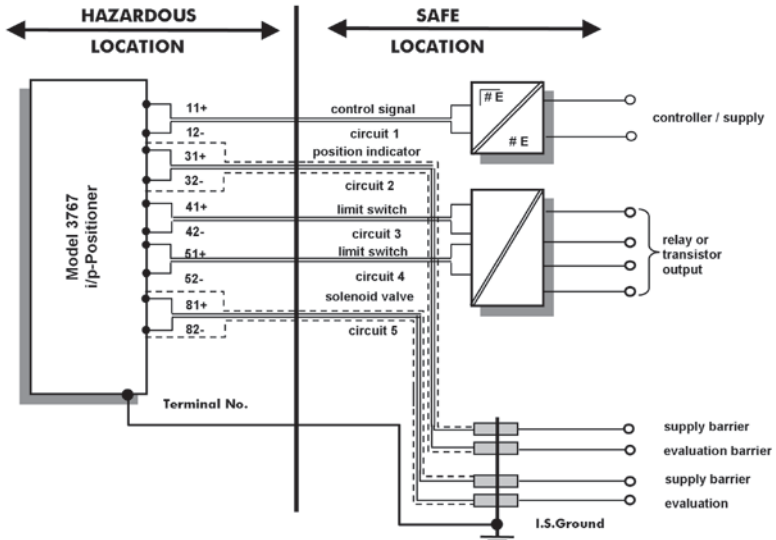 HAZARDOUS
LOCATION
SAFE
LOCATION
Model 3767
i/p-Positioner
11+
control signal
# E
# E
controller / supply
12-
circuit 1
31+
position indicator
32-
circuit 2
41+
limit switch
42-
circuit 3
51+
limit switch
52-
circuit 4
relay or
transistor
output
81+
solenoid valve
82-
circuit 5
Terminal No.
supply barrier
evaluation barrier
supply barrier
evaluation
I.S.Ground